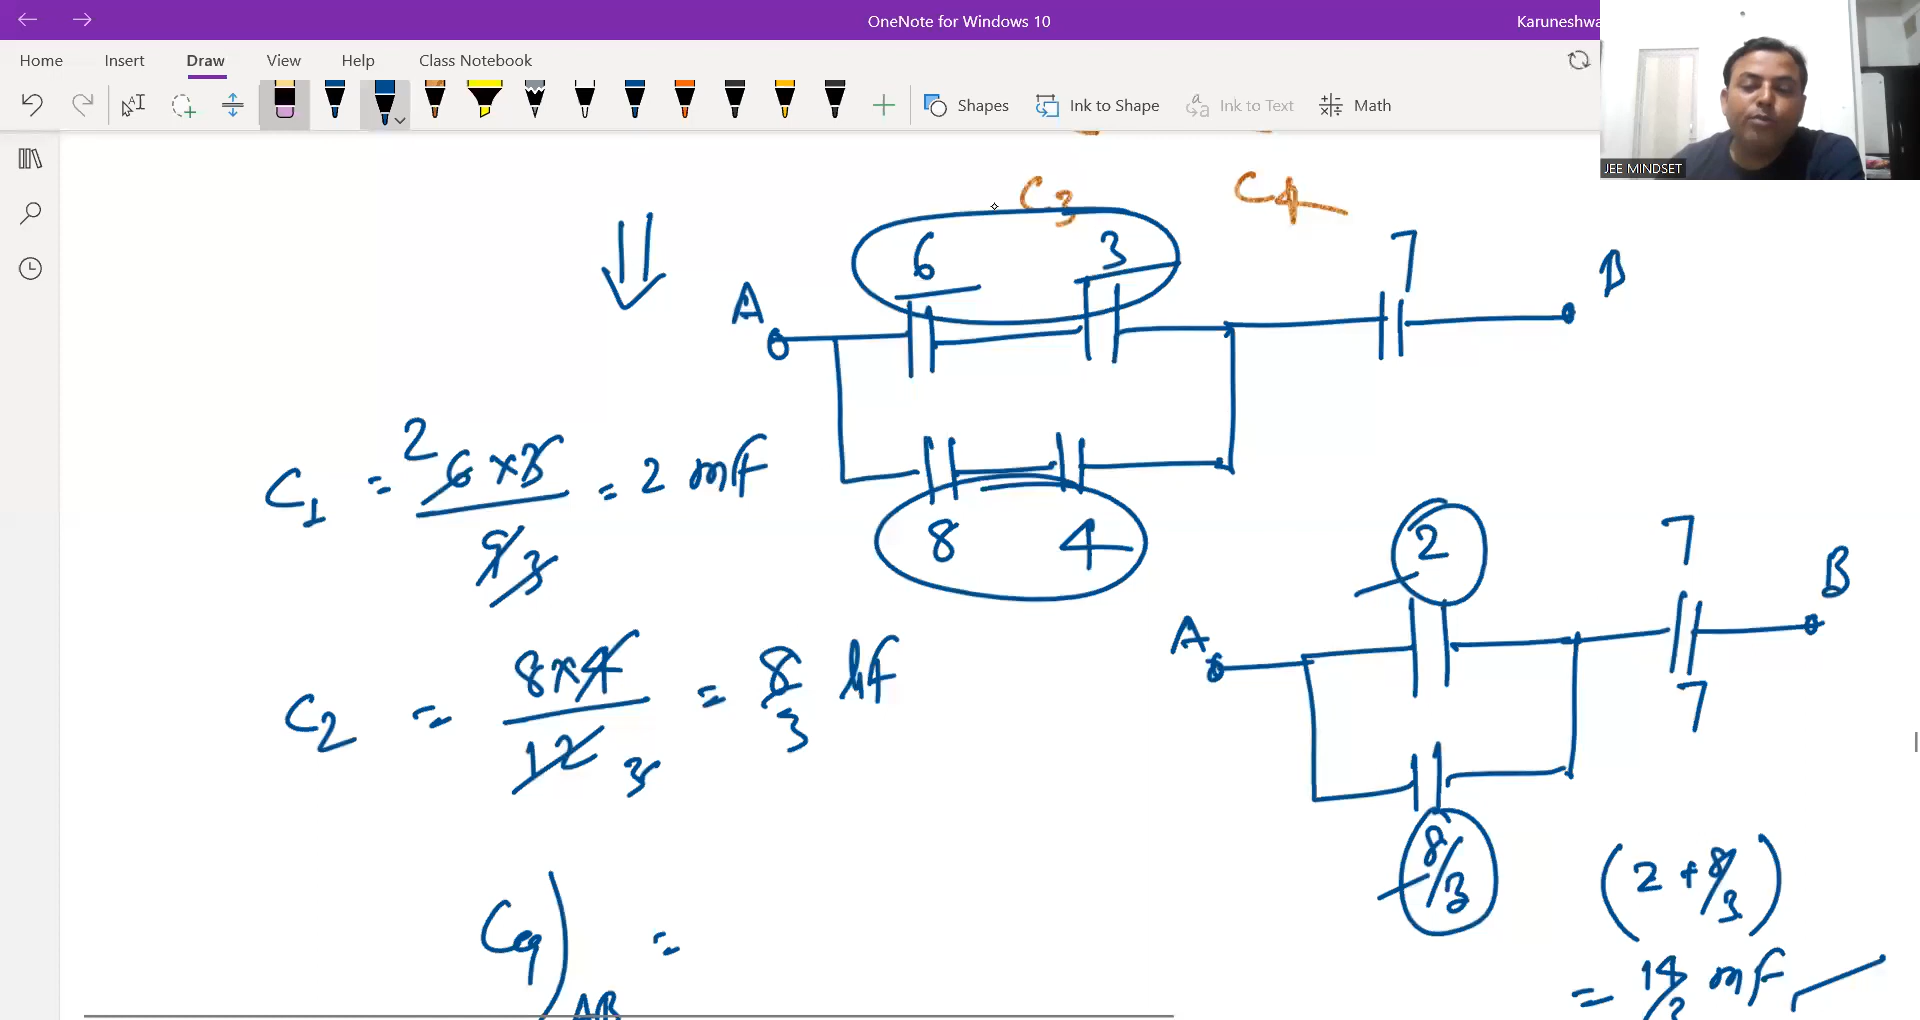 OneNote for Windows 10
Karuneshwa
Home Insert Draw View Help Class Notebook
Shapes Ink to Shape Ink to Text Math
JEE MINDSET
C3 C4
6 3 7
A B
C1 = 2 6 x 3 / 9 3 = 2 mF
8 4
2 7
A B
7
C2 = 8 x 4 / 12 3 = 8/3 MF
8/3
(2 + 8/3)
= 14/3 mF
Ceq) AB =